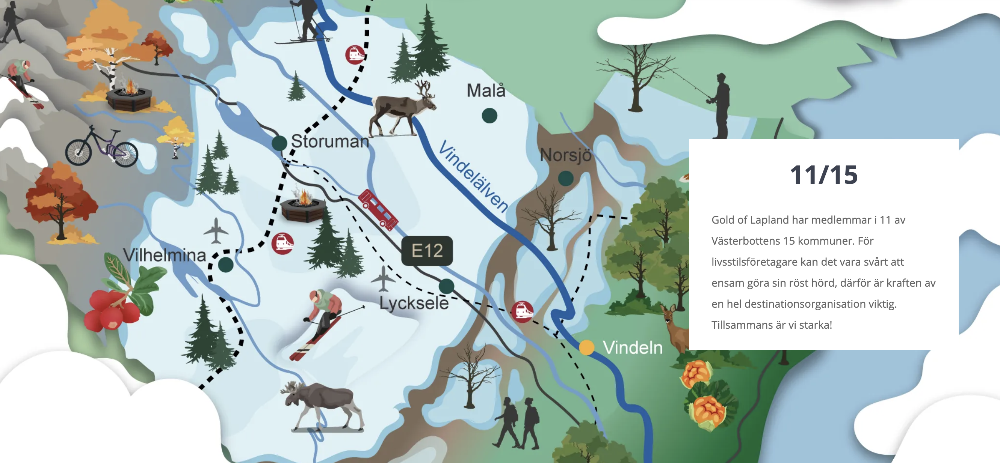 Malå
Storuman
Norsjö
Vindelälven
Vilhelmina
E12
Lycksele
Vindeln
11/15
Gold of Lapland har medlemmar i 11 av
Västerbottens 15 kommuner. För
livsstilsföretagare kan det vara svårt att
ensam göra sin röst hörd, därför är kraften av
en hel destinationsorganisation viktig.
Tillsammans är vi starka!